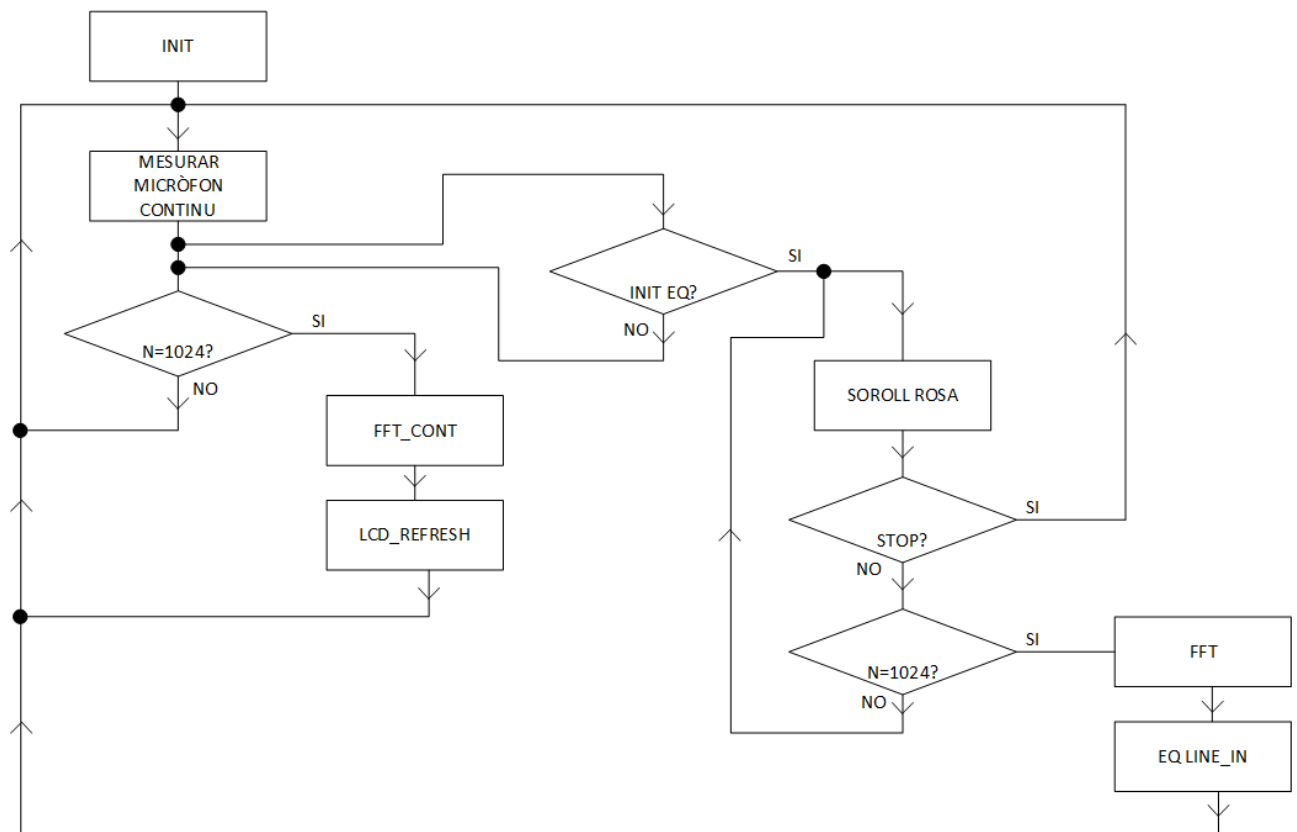 INIT
MESURAR
MICRÒFON
CONTINU
INIT EQ?
SI
NO
N=1024?
SI
NO
FFT_CONT
LCD_REFRESH
SOROLL ROSA
STOP?
SI
NO
N=1024?
SI
NO
FFT
EQ LINE_IN